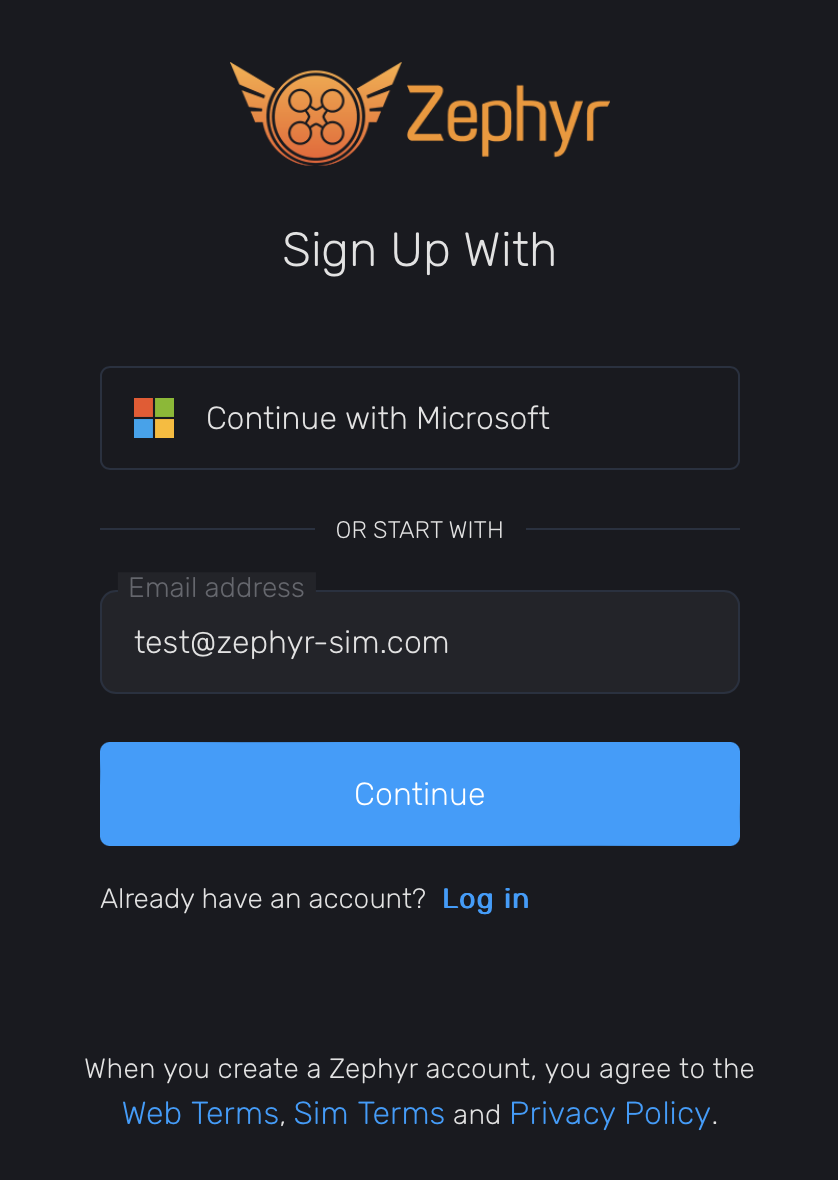 Zephyr
Sign Up With
Continue with Microsoft
OR START WITH
Email address
test@zephyr-sim.com
Continue
Already have an account? Log in
When you create a Zephyr account, you agree to the
Web Terms, Sim Terms and Privacy Policy.